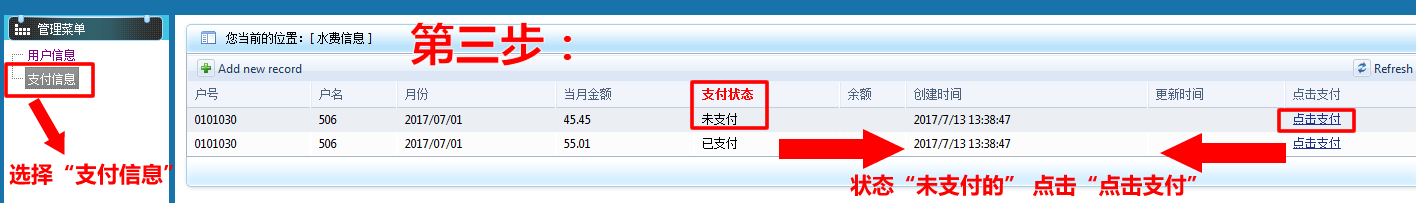 管理菜单
用户信息
支付信息
选择“支付信息”
您当前的位置：[ 水费信息 ]
第三步：
Add new record
Refresh
户号 户名 月份 当月金额 支付状态 余额 创建时间 更新时间 点击支付
0101030 506 2017/07/01 45.45 未支付 2017/7/13 13:38:47 点击支付
0101030 506 2017/07/01 55.01 已支付 2017/7/13 13:38:47 点击支付
状态“未支付的” 点击“点击支付”